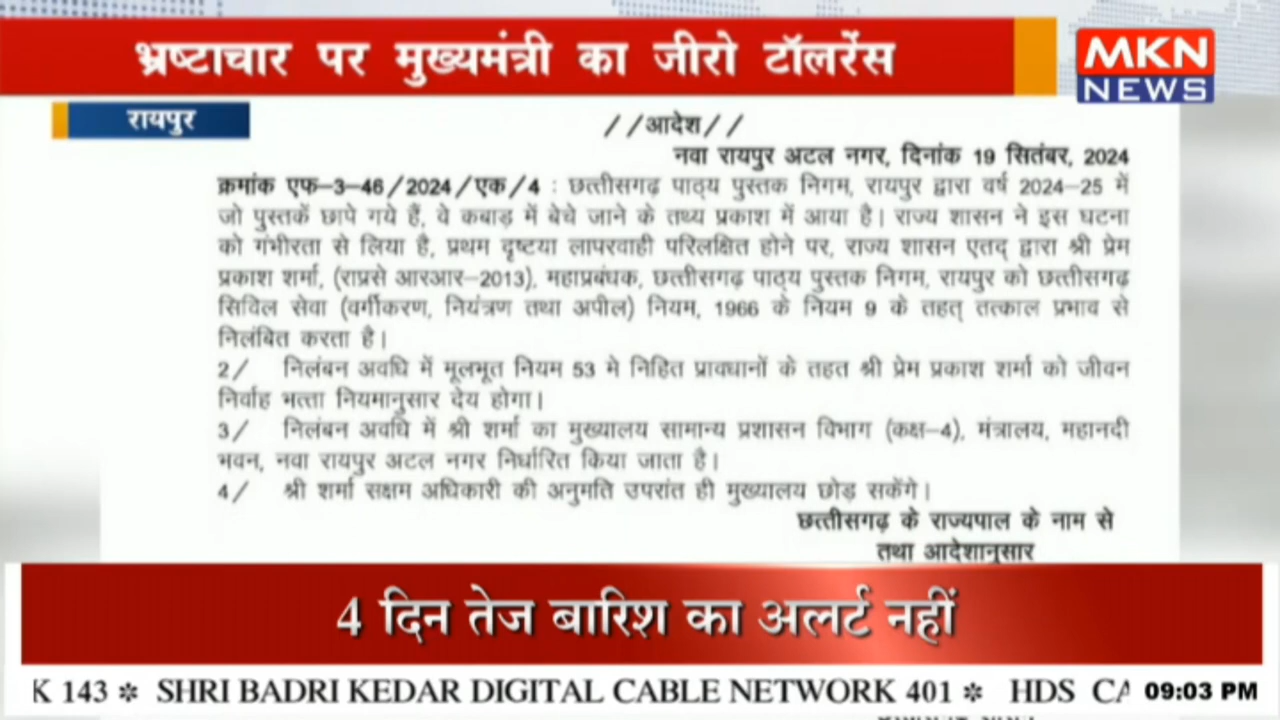 भ्रष्टाचार पर मुख्यमंत्री का जीरो टॉलरेंस
MKN
NEWS
रायपुर
//आदेश//
नवा रायपुर अटल नगर, दिनांक 19 सितंबर, 2024
क्रमांक एफ-3-46/2024/एक/4 : छत्तीसगढ़ पाठ्य पुस्तक निगम, रायपुर द्वारा वर्ष 2024-25 में
जो पुस्तकें छापे गये हैं, वे कबाड़ में बेचे जाने के तथ्य प्रकाश में आया है। राज्य शासन ने इस घटना
को गंभीरता से लिया है, प्रथम दृष्टया लापरवाही परिलक्षित होने पर, राज्य शासन एतद् द्वारा श्री प्रेम
प्रकाश शर्मा, (राप्रसे आरआर-2013), महाप्रबंधक, छत्तीसगढ़ पाठ्य पुस्तक निगम, रायपुर को छत्तीसगढ़
सिविल सेवा (वर्गीकरण, नियंत्रण तथा अपील) नियम, 1966 के नियम 9 के तहत् तत्काल प्रभाव से
निलंबित करता है।
2/ निलंबन अवधि में मूलभूत नियम 53 मे निहित प्रावधानों के तहत श्री प्रेम प्रकाश शर्मा को जीवन
निर्वाह भत्ता नियमानुसार देय होगा।
3/ निलंबन अवधि में श्री शर्मा का मुख्यालय सामान्य प्रशासन विभाग (कक्ष-4), मंत्रालय, महानदी
भवन, नवा रायपुर अटल नगर निर्धारित किया जाता है।
4/ श्री शर्मा सक्षम अधिकारी की अनुमति उपरांत ही मुख्यालय छोड़ सकेंगे।
छत्तीसगढ़ के राज्यपाल के नाम से
तथा आदेशानुसार
4 दिन तेज बारिश का अलर्ट नहीं
K 143 ✻ SHRI BADRI KEDAR DIGITAL CABLE NETWORK 401 ✻ HDS CA 09:03 PM